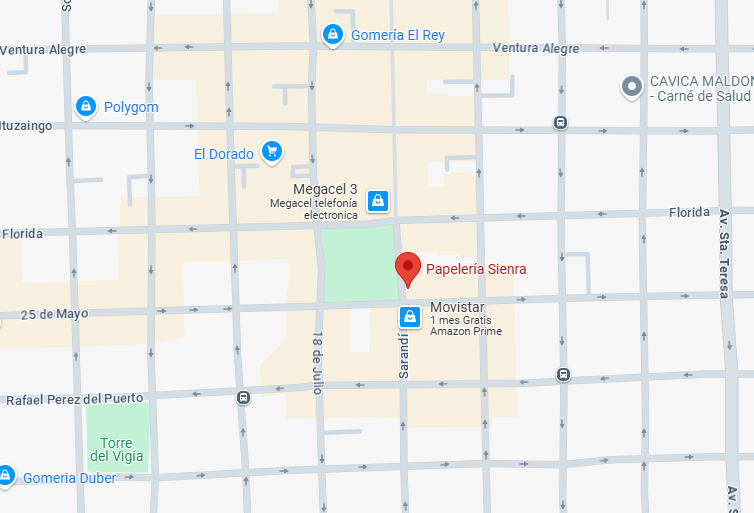 Ventura Alegre
Gomería El Rey
Ventura Alegre
CAVICA MALDON
- Carné de Salud
Polygom
Ituzaingo
El Dorado
Megacel 3
Megacel telefonía
electronica
Florida
Florida
Av. Sta. Teresa
Papelería Sienra
25 de Mayo
Movistar
1 mes Gratis
Amazon Prime
18 de Julio
Sarandí
Rafael Perez del Puerto
Torre
del Vigia
Gomeria Duber